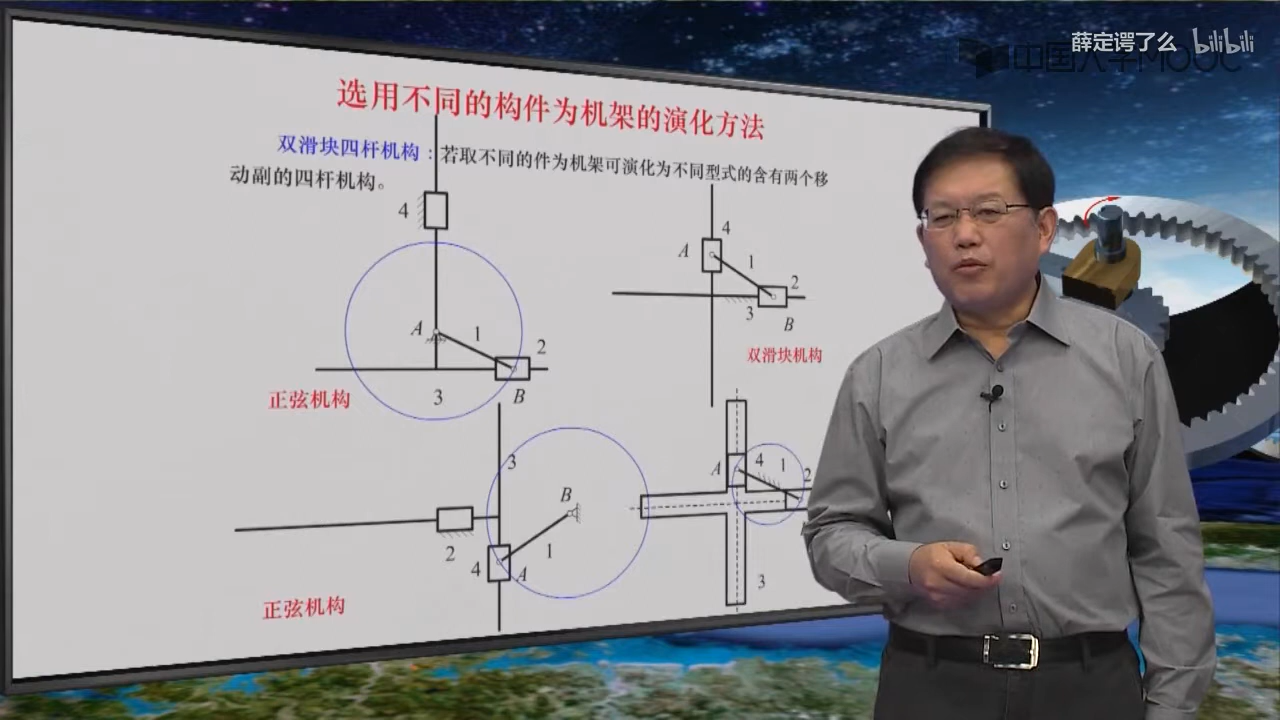 薛定谔了么 bilibili
中国大学MOOC
选用不同的构件为机架的演化方法
双滑块四杆机构：若取不同的件为机架可演化为不同型式的含有两个移
动副的四杆机构。
4
A
1
2
3
B
正弦机构
4
A
1
2
3
B
双滑块机构
3
B
2
4
A
1
正弦机构
A
4
1
2
3